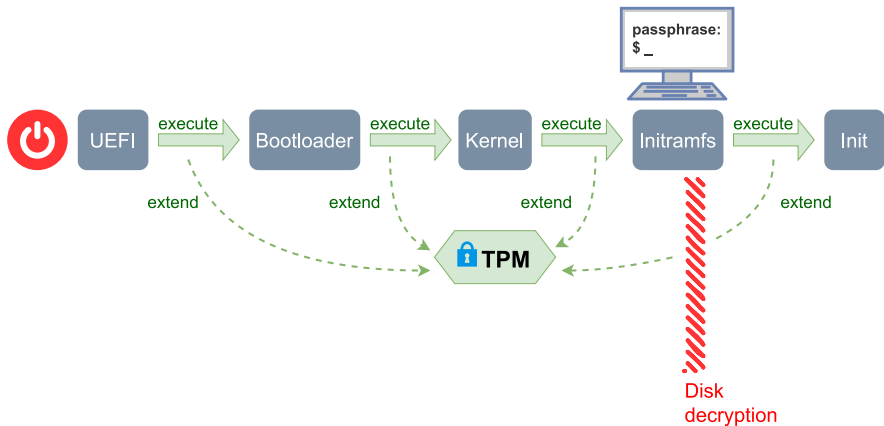 passphrase:
$ _
UEFI
execute
Bootloader
execute
Kernel
execute
Initramfs
execute
Init
extend
extend
extend
extend
TPM
Disk
decryption